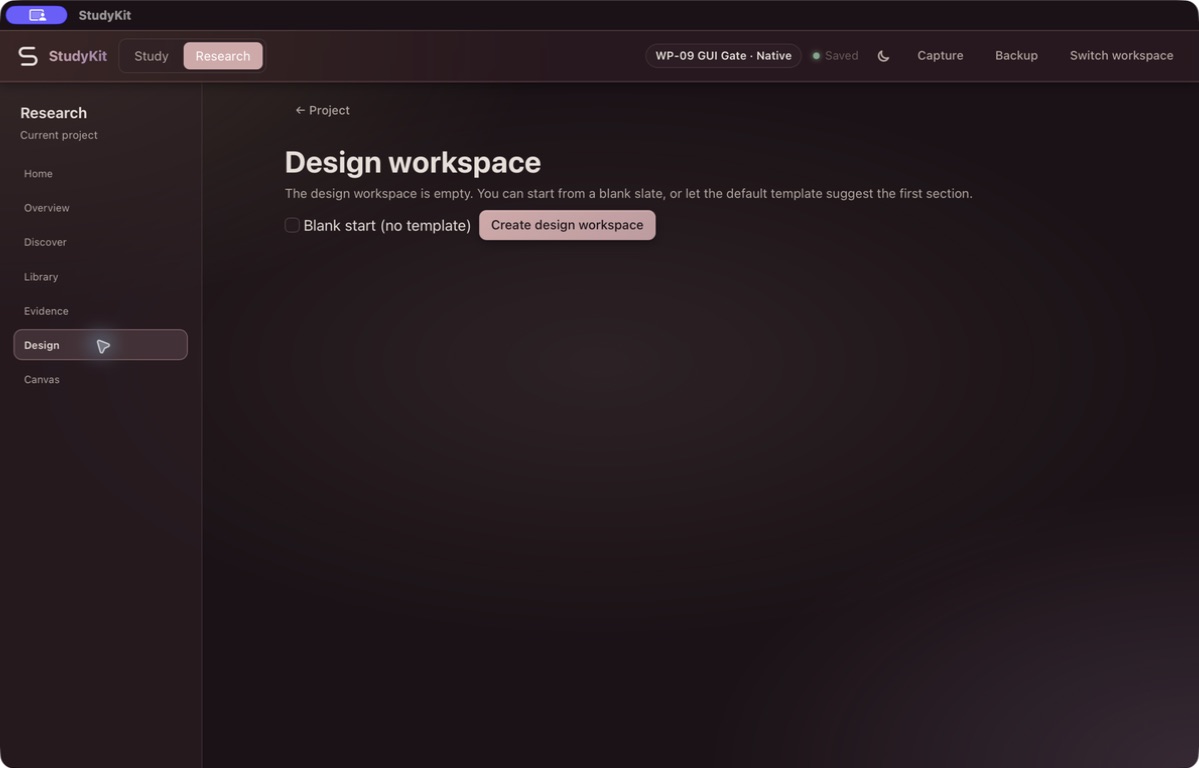 StudyKit
StudyKit Study Research WP-09 GUI Gate · Native Saved Capture Backup Switch workspace
Research
Current project
Home
Overview
Discover
Library
Evidence
Design
Canvas
← Project
Design workspace
The design workspace is empty. You can start from a blank slate, or let the default template suggest the first section.
Blank start (no template) Create design workspace